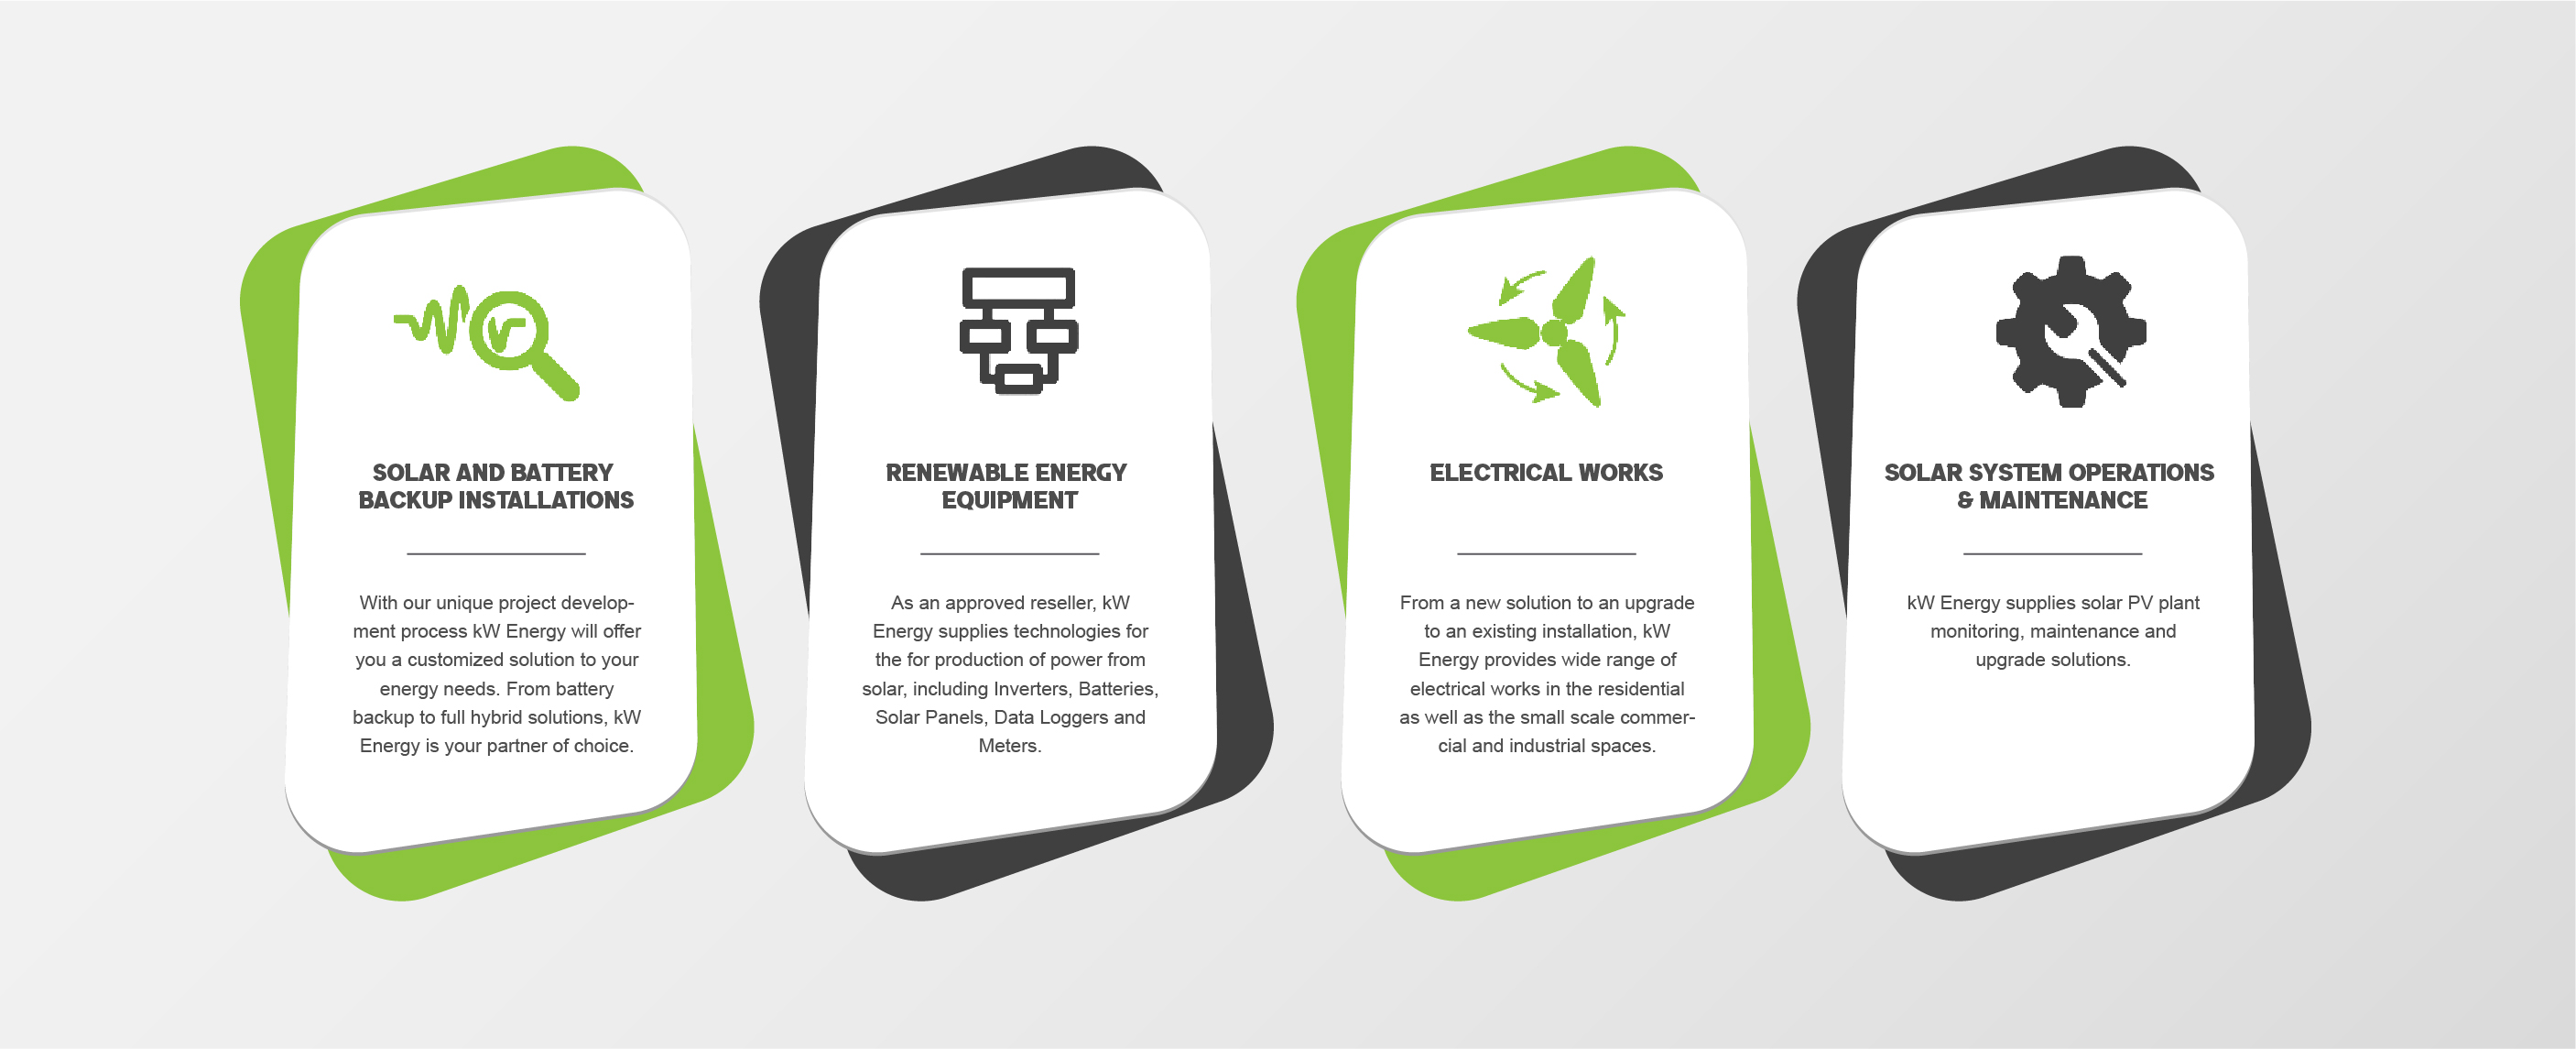 SOLAR AND BATTERY
BACKUP INSTALLATIONS
With our unique project develop-
ment process kW Energy will offer
you a customized solution to your
energy needs. From battery
backup to full hybrid solutions, kW
Energy is your partner of choice.
RENEWABLE ENERGY
EQUIPMENT
As an approved reseller, kW
Energy supplies technologies for
the for production of power from
solar, including Inverters, Batteries,
Solar Panels, Data Loggers and
Meters.
ELECTRICAL WORKS
From a new solution to an upgrade
to an existing installation, kW
Energy provides wide range of
electrical works in the residential
as well as the small scale commer-
cial and industrial spaces.
SOLAR SYSTEM OPERATIONS
& MAINTENANCE
kW Energy supplies solar PV plant
monitoring, maintenance and
upgrade solutions.